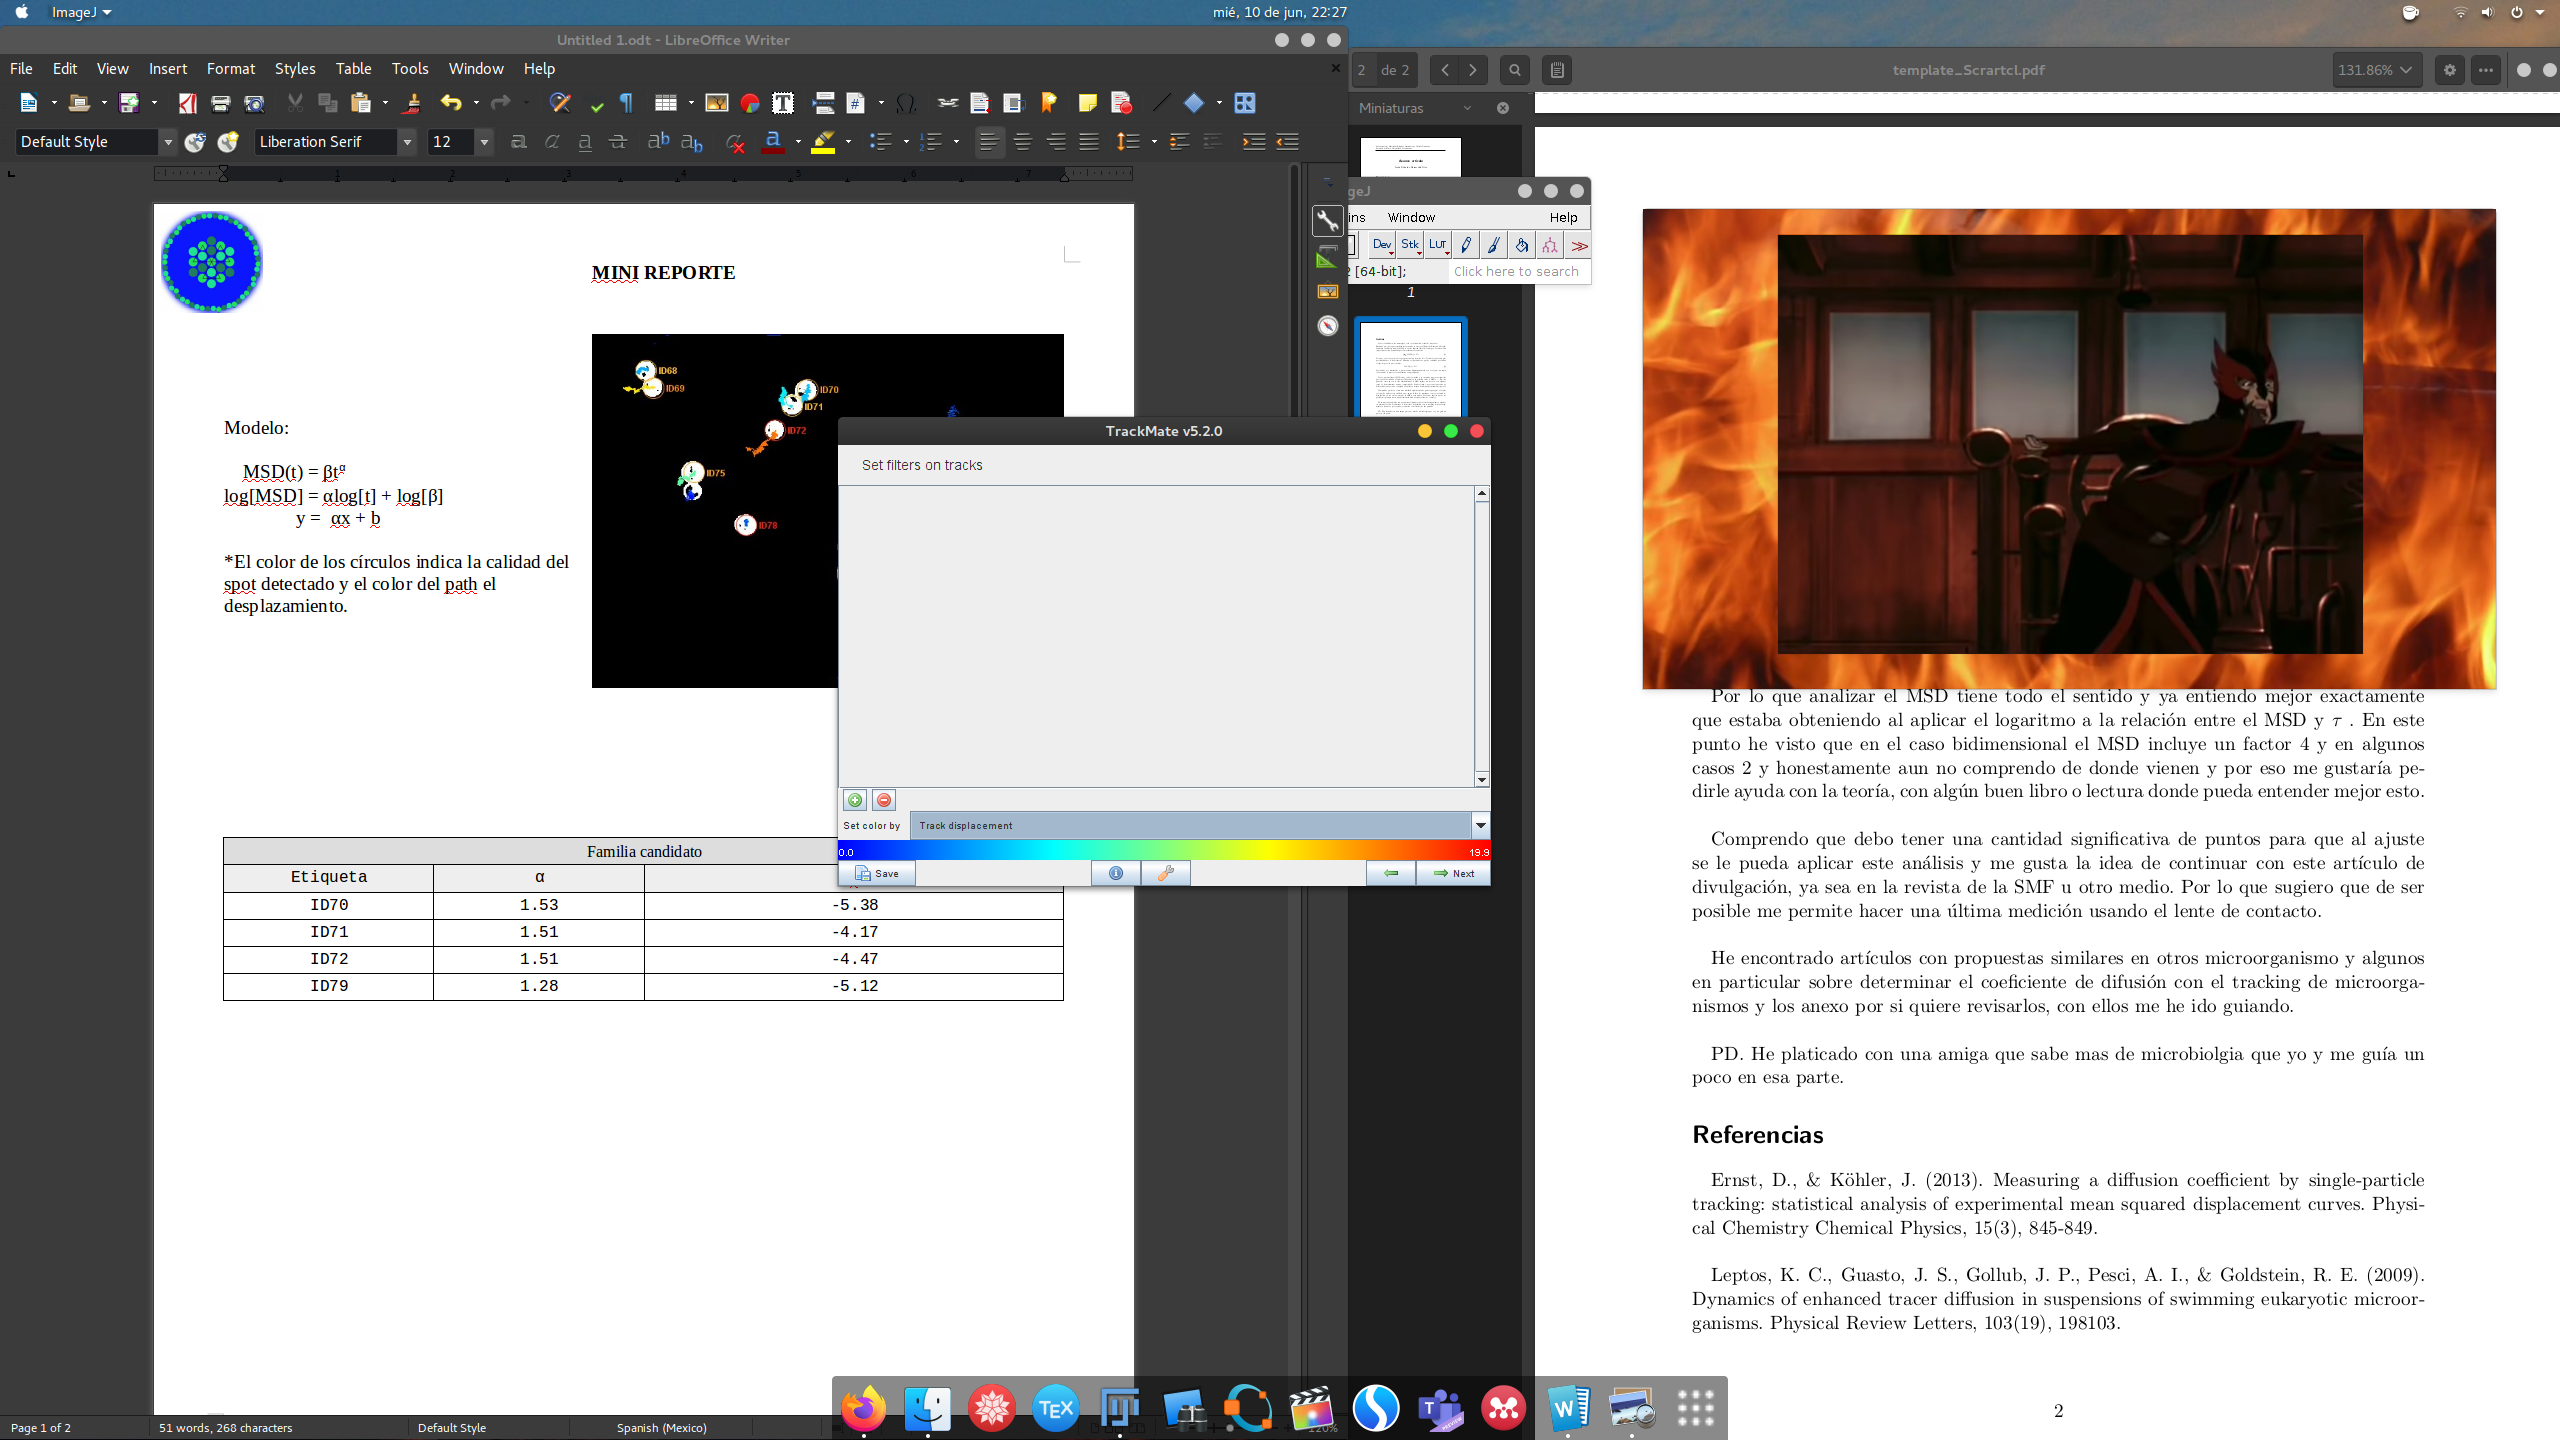 ImageJ
mié, 10 de jun, 22:27
Untitled 1.odt - LibreOffice Writer
File Edit View Insert Format Styles Table Tools Window Help
Default Style
Liberation Serif
12
1 2 3 4 5 6 7
MINI REPORTE
ID68
ID69
ID70
ID71
ID72
ID75
ID78
Modelo:
MSD(t) = βtᵅ
log[MSD] = αlog[t] + log[β]
y = αx + b
*El color de los círculos indica la calidad del
spot detectado y el color del path el
desplazamiento.
Familia candidato
Etiqueta α
ID70 1.53 -5.38
ID71 1.51 -4.17
ID72 1.51 -4.47
ID79 1.28 -5.12
Page 1 of 2
51 words, 268 characters
Default Style
Spanish (Mexico)
120%
TrackMate v5.2.0
Set filters on tracks
Set color by
Track displacement
0.0
19.9
Save
Next
2 de 2
template_Scrartcl.pdf
131.86%
Miniaturas
geJ
ins Window Help
Dev Stk LUT
2 [64-bit];
Click here to search
1
Por lo que analizar el MSD tiene todo el sentido y ya entiendo mejor exactamente
que estaba obteniendo al aplicar el logaritmo a la relación entre el MSD y τ . En este
punto he visto que en el caso bidimensional el MSD incluye un factor 4 y en algunos
casos 2 y honestamente aun no comprendo de donde vienen y por eso me gustaría pe-
dirle ayuda con la teoría, con algún buen libro o lectura donde pueda entender mejor esto.
Comprendo que debo tener una cantidad significativa de puntos para que al ajuste
se le pueda aplicar este análisis y me gusta la idea de continuar con este artículo de
divulgación, ya sea en la revista de la SMF u otro medio. Por lo que sugiero que de ser
posible me permite hacer una última medición usando el lente de contacto.
He encontrado artículos con propuestas similares en otros microorganismo y algunos
en particular sobre determinar el coeficiente de difusión con el tracking de microorga-
nismos y los anexo por si quiere revisarlos, con ellos me he ido guiando.
PD. He platicado con una amiga que sabe mas de microbiolgia que yo y me guía un
poco en esa parte.
Referencias
Ernst, D., & Köhler, J. (2013). Measuring a diffusion coefficient by single-particle
tracking: statistical analysis of experimental mean squared displacement curves. Physi-
cal Chemistry Chemical Physics, 15(3), 845-849.
Leptos, K. C., Guasto, J. S., Gollub, J. P., Pesci, A. I., & Goldstein, R. E. (2009).
Dynamics of enhanced tracer diffusion in suspensions of swimming eukaryotic microor-
ganisms. Physical Review Letters, 103(19), 198103.
2
TEX